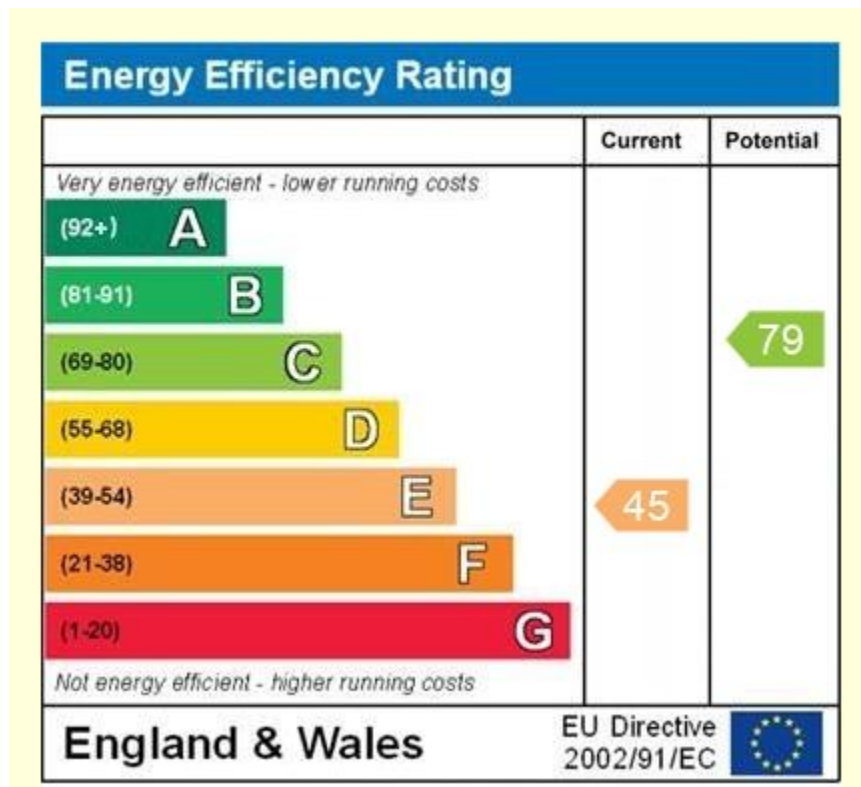 Energy Efficiency Rating
Current Potential
Very energy efficient - lower running costs
(92+) A
(81-91) B
(69-80) C
79
(55-68) D
(39-54) E
45
(21-38) F
(1-20) G
Not energy efficient - higher running costs
England & Wales
EU Directive
2002/91/EC